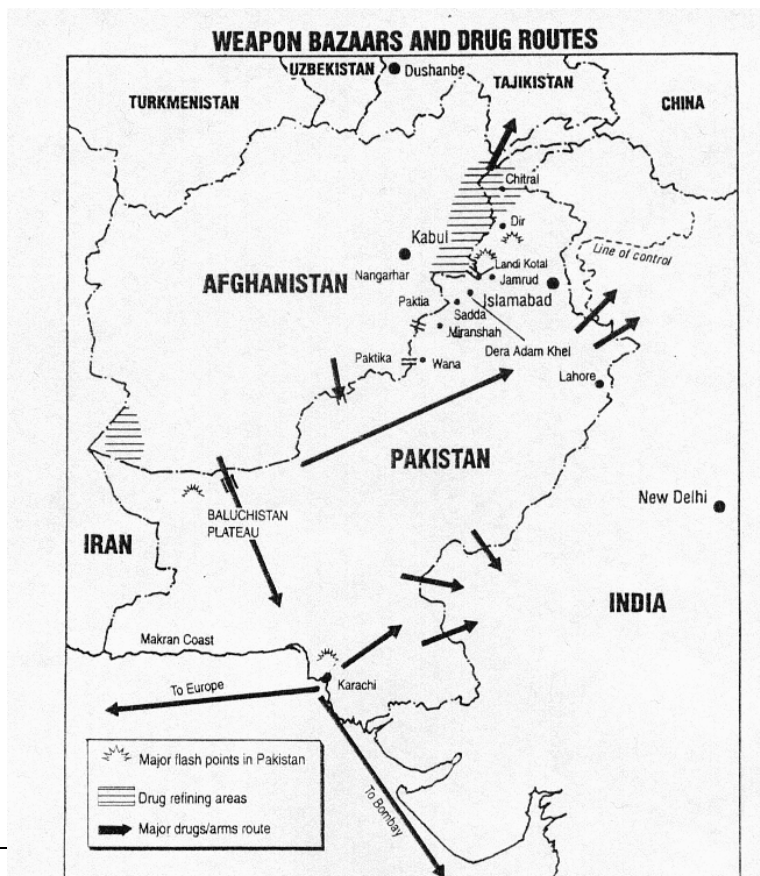 WEAPON BAZAARS AND DRUG ROUTES
UZBEKISTAN
Dushanbe
TAJIKISTAN
TURKMENISTAN
CHINA
Chitral
Dir
Kabul
Line of control
Landi Kotal
Nangarhar
Jamrud
AFGHANISTAN
Islamabad
Paktia
Sadda
Miranshah
Dera Adam Khel
Paktika
Wana
Lahore
PAKISTAN
New Delhi
BALUCHISTAN
PLATEAU
IRAN
INDIA
Makran Coast
Karachi
To Europe
To Bombay
Major flash points in Pakistan
Drug refining areas
Major drugs/arms route